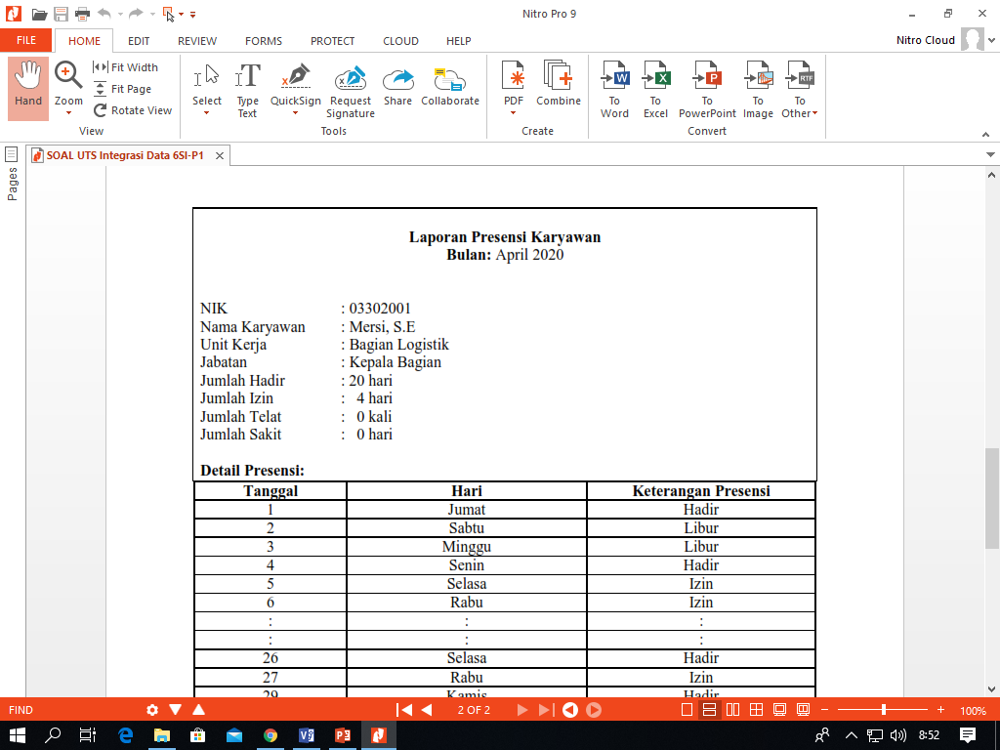 Nitro Pro 9
FILE
HOME
EDIT
REVIEW
FORMS
PROTECT
CLOUD
HELP
Nitro Cloud
Hand
Zoom
Fit Width
Fit Page
Rotate View
View
Select
Type Text
QuickSign
Request Signature
Share
Collaborate
Tools
PDF
Combine
Create
To Word
To Excel
To PowerPoint
To Image
To Other
Convert
SOAL UTS Integrasi Data 6SI-P1
Pages
Laporan Presensi Karyawan
Bulan: April 2020
NIK : 03302001
Nama Karyawan : Mersi, S.E
Unit Kerja : Bagian Logistik
Jabatan : Kepala Bagian
Jumlah Hadir : 20 hari
Jumlah Izin : 4 hari
Jumlah Telat : 0 kali
Jumlah Sakit : 0 hari
Detail Presensi:
Tanggal Hari Keterangan Presensi
1 Jumat Hadir
2 Sabtu Libur
3 Minggu Libur
4 Senin Hadir
5 Selasa Izin
6 Rabu Izin
: : :
: : :
26 Selasa Hadir
27 Rabu Izin
29 Kamis Hadir
FIND
2 OF 2
100%
8:52